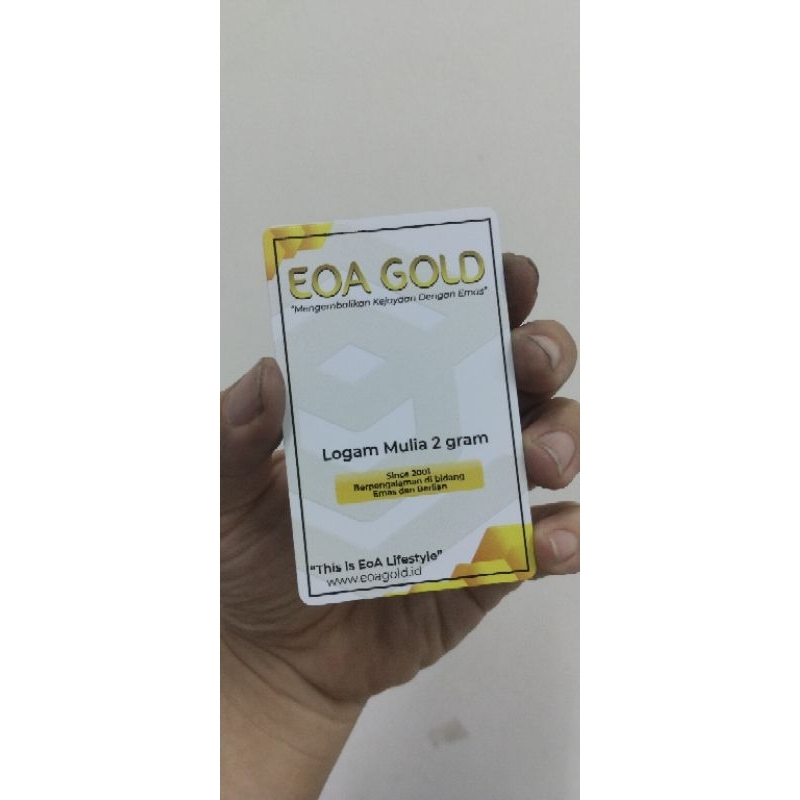 EOA GOLD
"Mengembalikan Kejayaan Dengan Emas"
Logam Mulia 2 gram
Since 2001
Berpengalaman di bidang
Emas dan Berlian
"This is EoA Lifestyle"
www.eoagold.id